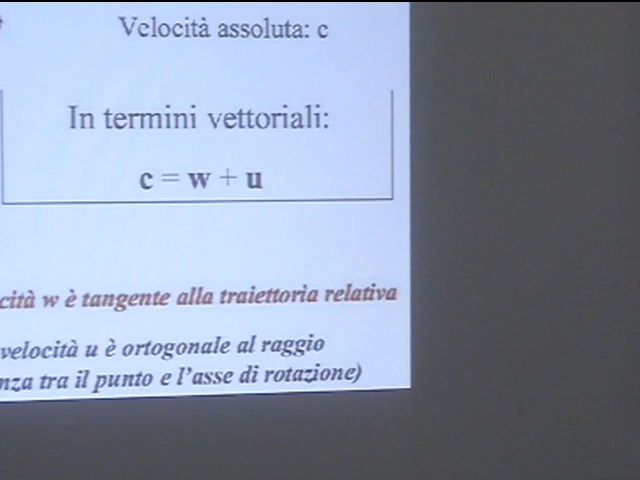 Velocità assoluta: c
In termini vettoriali:
c = w + u
cità w è tangente alla traiettoria relativa
velocità u è ortogonale al raggio
nza tra il punto e l'asse di rotazione)